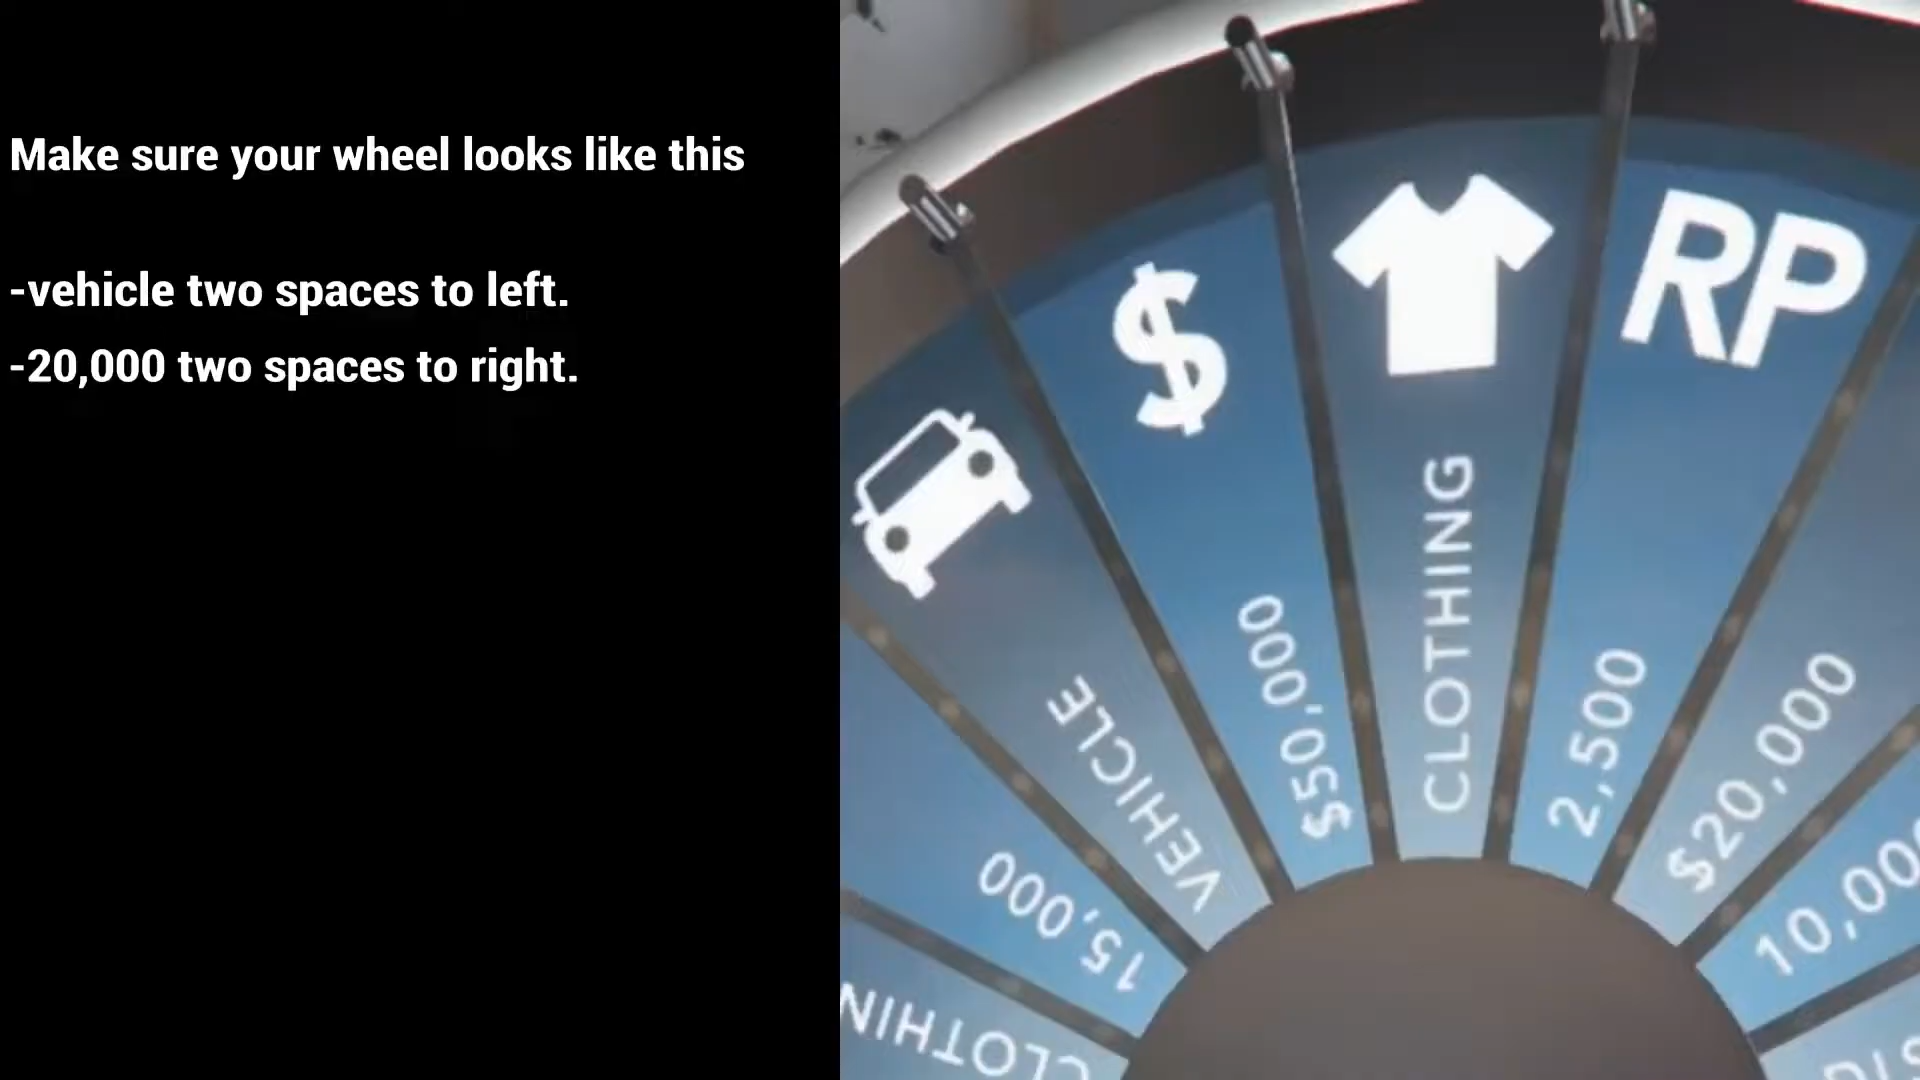 Make sure your wheel looks like this
-vehicle two spaces to left.
-20,000 two spaces to right.
$
RP
CLOTHING
15,000
VEHICLE
$50,000
CLOTHING
2,500
$20,000